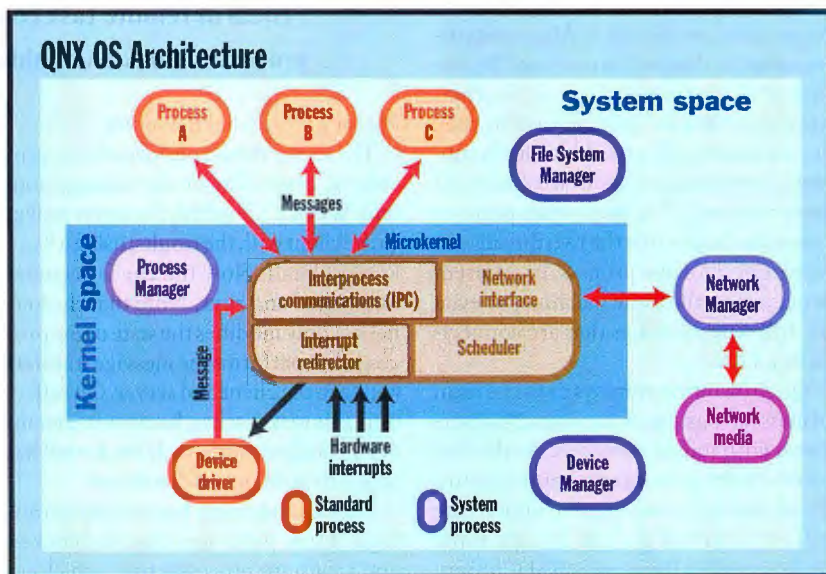 QNX OS Architecture
System space
Process
A
Process
B
Process
C
File System
Manager
Messages
Microkernel
Kernel space
Process
Manager
Interprocess
communications (IPC)
Network
interface
Network
Manager
Interrupt
redirector
Scheduler
Message
Hardware
interrupts
Network
media
Device
driver
Device
Manager
Standard
process
System
process